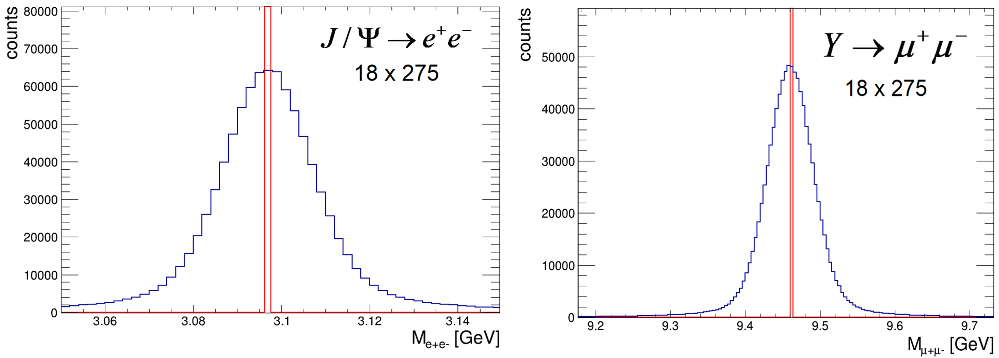 counts
80000
70000
60000
50000
40000
30000
20000
10000
0
J / Ψ → e⁺ e⁻
18 x 275
3.06 3.08 3.1 3.12 3.14
Me+e- [GeV]
counts
50000
40000
30000
20000
10000
0
Y → μ⁺ μ⁻
18 x 275
9.2 9.3 9.4 9.5 9.6 9.7
Mμ+μ- [GeV]